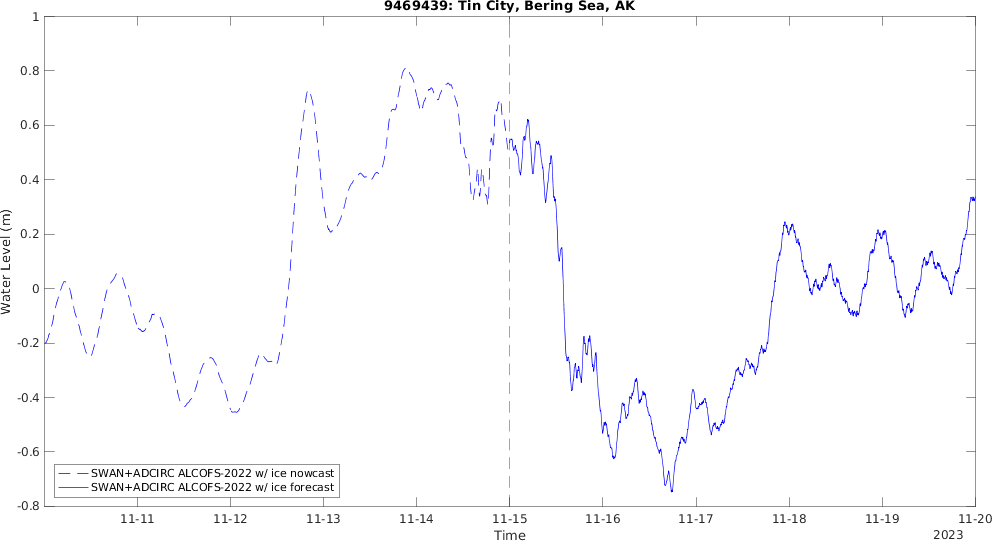 9469439: Tin City, Bering Sea, AK
1
0.8
0.6
0.4
0.2
0
-0.2
-0.4
-0.6
-0.8
Water Level (m)
SWAN+ADCIRC ALCOFS-2022 w/ ice nowcast
SWAN+ADCIRC ALCOFS-2022 w/ ice forecast
11-11 11-12 11-13 11-14 11-15 11-16 11-17 11-18 11-19 11-20
Time
2023